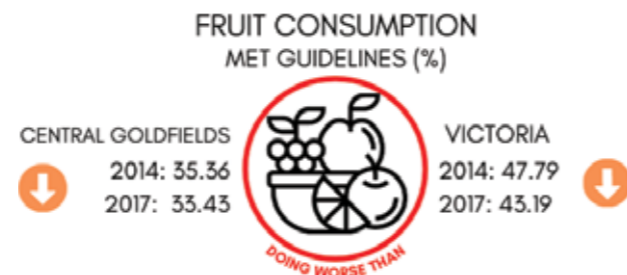 FRUIT CONSUMPTION
MET GUIDELINES (%)
CENTRAL GOLDFIELDS
2014: 35.36
2017: 33.43
DOING WORSE THAN
VICTORIA
2014: 47.79
2017: 43.19